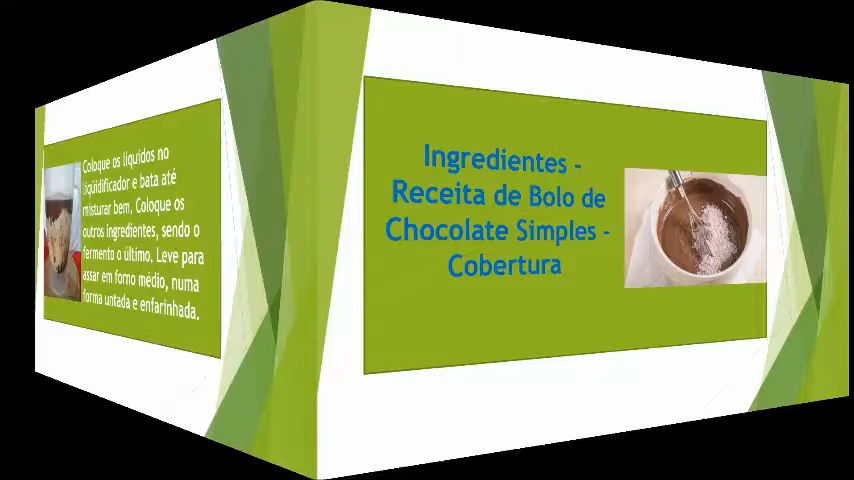 Coloque os líquidos no
liqüidificador e bata até
misturar bem. Coloque os
outros ingredientes, sendo o
fermento o último. Leve para
assar em forno médio, numa
forma untada e enfarinhada.
Ingredientes -
Receita de Bolo de
Chocolate Simples -
Cobertura